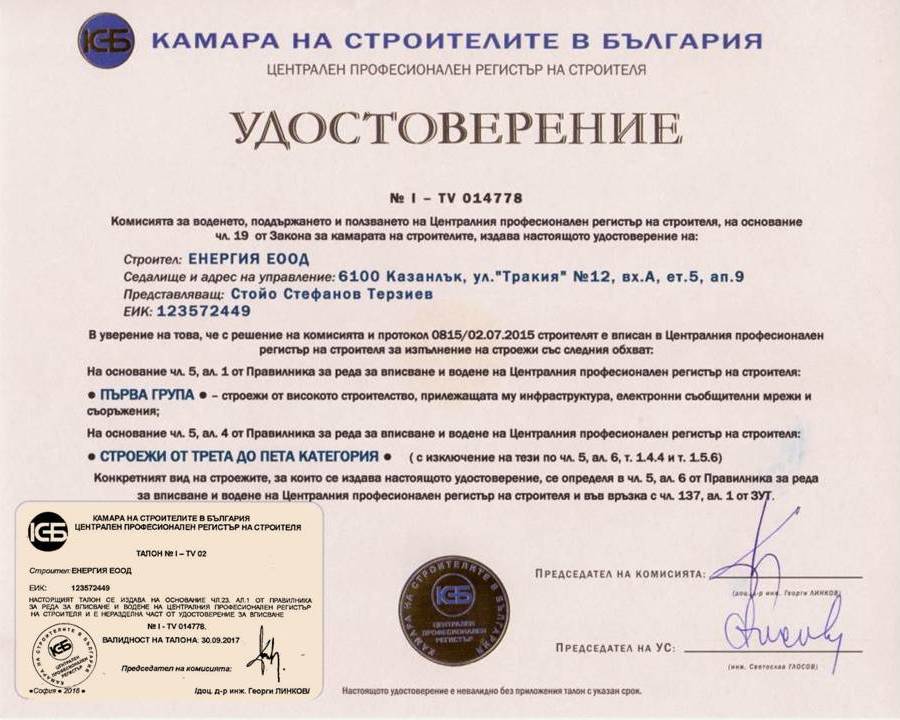 КСБ КАМАРА НА СТРОИТЕЛИТЕ В БЪЛГАРИЯ
ЦЕНТРАЛЕН ПРОФЕСИОНАЛЕН РЕГИСТЪР НА СТРОИТЕЛЯ
УДОСТОВЕРЕНИЕ
№ I – TV 014778
Комисията за воденето, поддържането и ползването на Централния професионален регистър на строителя, на основание
чл. 19 от Закона за камарата на строителите, издава настоящото удостоверение на:
Строител: ЕНЕРГИЯ ЕООД
Седалище и адрес на управление: 6100 Казанлък, ул."Тракия" №12, вх.А, ет.5, ап.9
Представляващ: Стойо Стефанов Терзиев
ЕИК: 123572449
В уверение на това, че с решение на комисията и протокол 0815/02.07.2015 строителят е вписан в Централния професионален
регистър на строителя за изпълнение на строежи със следния обхват:
На основание чл. 5, ал. 1 от Правилника за реда за вписване и водене на Централния професионален регистър на строителя:
• ПЪРВА ГРУПА • – строежи от високото строителство, прилежащата му инфраструктура, електронни съобщителни мрежи и
съоръжения;
На основание чл. 5, ал. 4 от Правилника за реда за вписване и водене на Централния професионален регистър на строителя:
• СТРОЕЖИ ОТ ТРЕТА ДО ПЕТА КАТЕГОРИЯ • ( с изключение на тези по чл. 5, ал. 6, т. 1.4.4 и т. 1.5.6)
Конкретният вид на строежите, за които се издава настоящото удостоверение, се определя в чл. 5, ал. 6 от Правилника за реда
за вписване и водене на Централния професионален регистър на строителя и във връзка с чл. 137, ал. 1 от ЗУТ.
КСБ
КАМАРА НА СТРОИТЕЛИТЕ В БЪЛГАРИЯ
ЦЕНТРАЛЕН ПРОФЕСИОНАЛЕН РЕГИСТЪР НА СТРОИТЕЛЯ
ТАЛОН № I – TV 02
Строител: ЕНЕРГИЯ ЕООД
ЕИК: 123572449
НАСТОЯЩИЯТ ТАЛОН СЕ ИЗДАВА НА ОСНОВАНИЕ ЧЛ.23. АЛ.1 ОТ ПРАВИЛНИКА
ЗА РЕДА ЗА ВПИСВАНЕ И ВОДЕНЕ НА ЦЕНТРАЛНИЯ ПРОФЕСИОНАЛЕН РЕГИСТЪР
НА СТРОИТЕЛЯ И Е НЕРАЗДЕЛНА ЧАСТ ОТ УДОСТОВЕРЕНИЕ ЗА ВПИСВАНЕ
№ I - TV 014778.
ВАЛИДНОСТ НА ТАЛОНА: 30.09.2017
Председател на комисията:
/доц. д-р инж. Георги ЛИНКОВ/
КАМАРА НА СТРОИТЕЛИТЕ В БЪЛГАРИЯ
КСБ
ЦЕНТРАЛЕН
ПРОФЕСИОНАЛЕН
РЕГИСТЪР
•София • 2016 •
КАМАРА НА СТРОИТЕЛИТЕ В БЪЛГАРИЯ
КСБ
ЦЕНТРАЛЕН
ПРОФЕСИОНАЛЕН
РЕГИСТЪР
ПРЕДСЕДАТЕЛ НА КОМИСИЯТА:
(доц. д-р инж. Георги ЛИНКОВ)
ПРЕДСЕДАТЕЛ НА УС:
(инж. Светослав ГЛОСОВ)
Настоящото удостоверение е невалидно без приложения талон с указан срок.